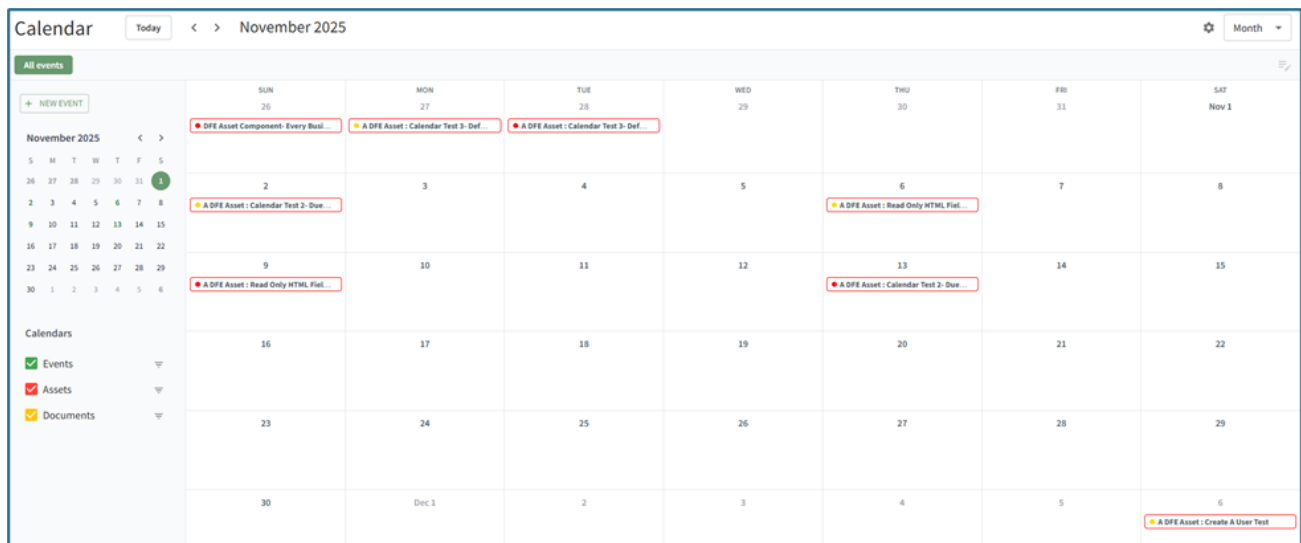 Calendar Today < > November 2025 Month
All events
+ NEW EVENT
November 2025 < >
S M T W T F S
26 27 28 29 30 31 1
2 3 4 5 6 7 8
9 10 11 12 13 14 15
16 17 18 19 20 21 22
23 24 25 26 27 28 29
30 1 2 3 4 5 6
Calendars
Events
Assets
Documents
SUN MON TUE WED THU FRI SAT
26 27 28 29 30 31 Nov 1
DFE Asset Component- Every Busi... A DFE Asset : Calendar Test 3- Def... A DFE Asset : Calendar Test 3- Def...
2 3 4 5 6 7 8
A DFE Asset : Calendar Test 2- Due... A DFE Asset : Read Only HTML Fiel...
9 10 11 12 13 14 15
A DFE Asset : Read Only HTML Fiel... A DFE Asset : Calendar Test 2- Due...
16 17 18 19 20 21 22
23 24 25 26 27 28 29
30 Dec 1 2 3 4 5 6
A DFE Asset : Create A User Test